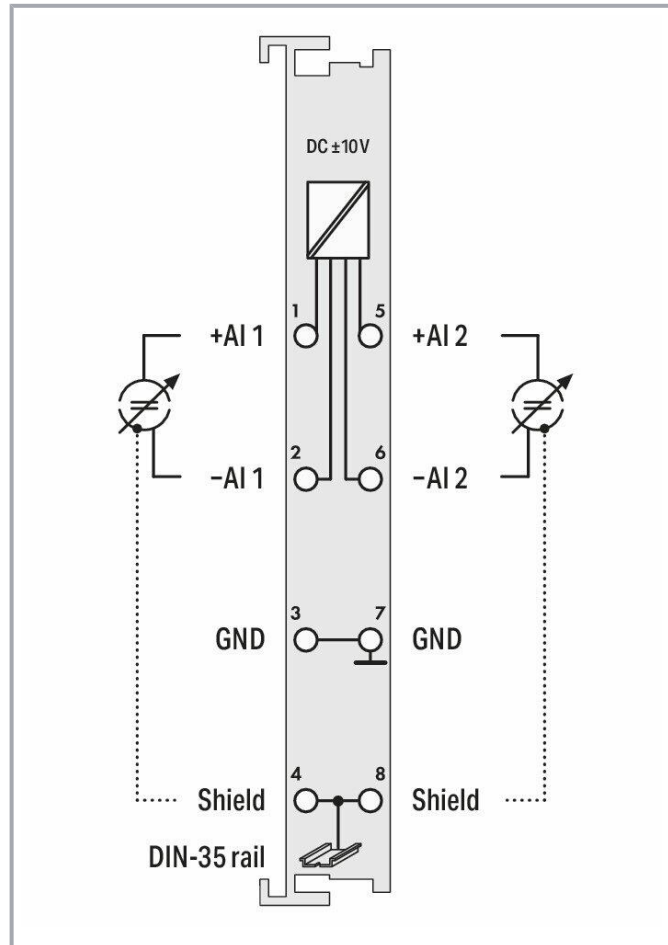 DC ±10 V
1 5
+AI 1 +AI 2
2 6
−AI 1 −AI 2
3 7
GND GND
4 8
Shield Shield
DIN-35 rail